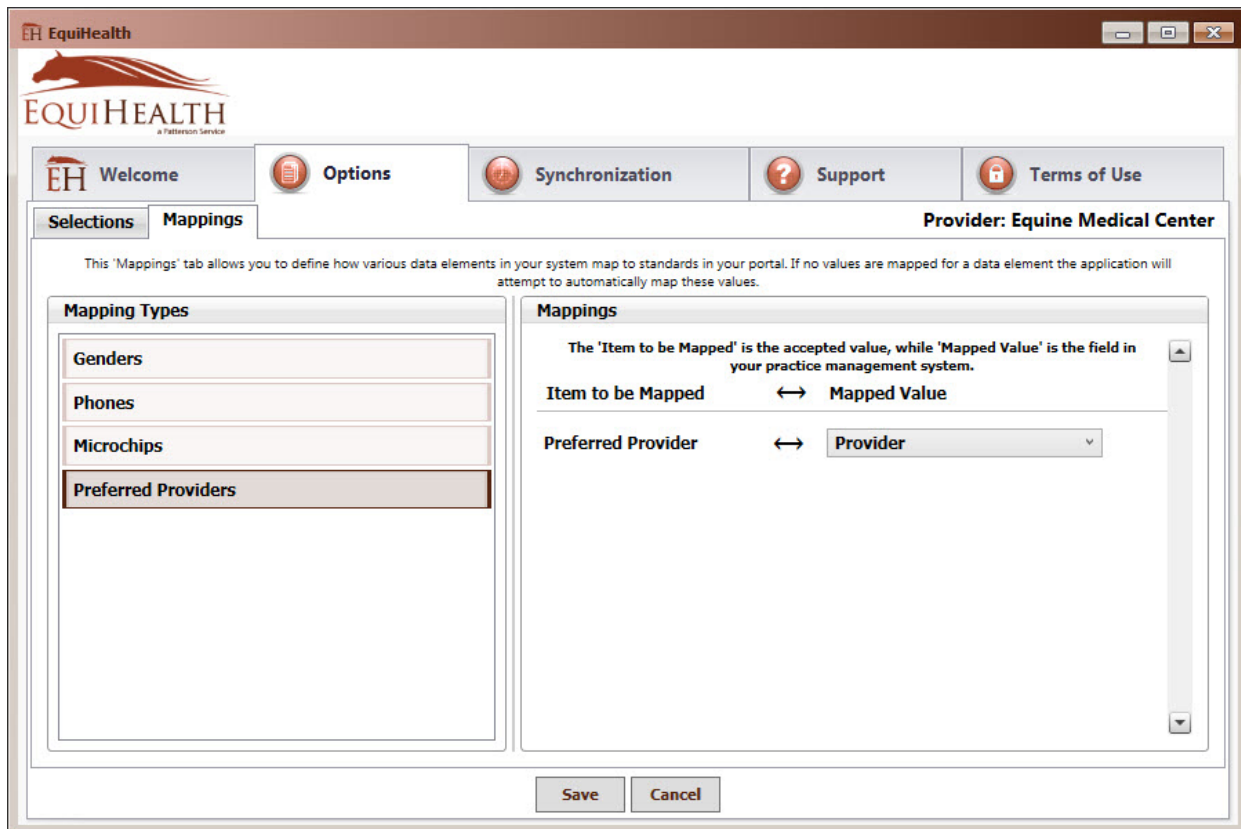 EH EquiHealth
EQUIHEALTH
a Patterson Service
EH Welcome
Options
Synchronization
? Support
Terms of Use
Selections
Mappings
Provider: Equine Medical Center
This 'Mappings' tab allows you to define how various data elements in your system map to standards in your portal. If no values are mapped for a data element the application will
attempt to automatically map these values.
Mapping Types
Genders
Phones
Microchips
Preferred Providers
Mappings
The 'Item to be Mapped' is the accepted value, while 'Mapped Value' is the field in
your practice management system.
Item to be Mapped ↔ Mapped Value
Preferred Provider ↔ Provider
Save
Cancel